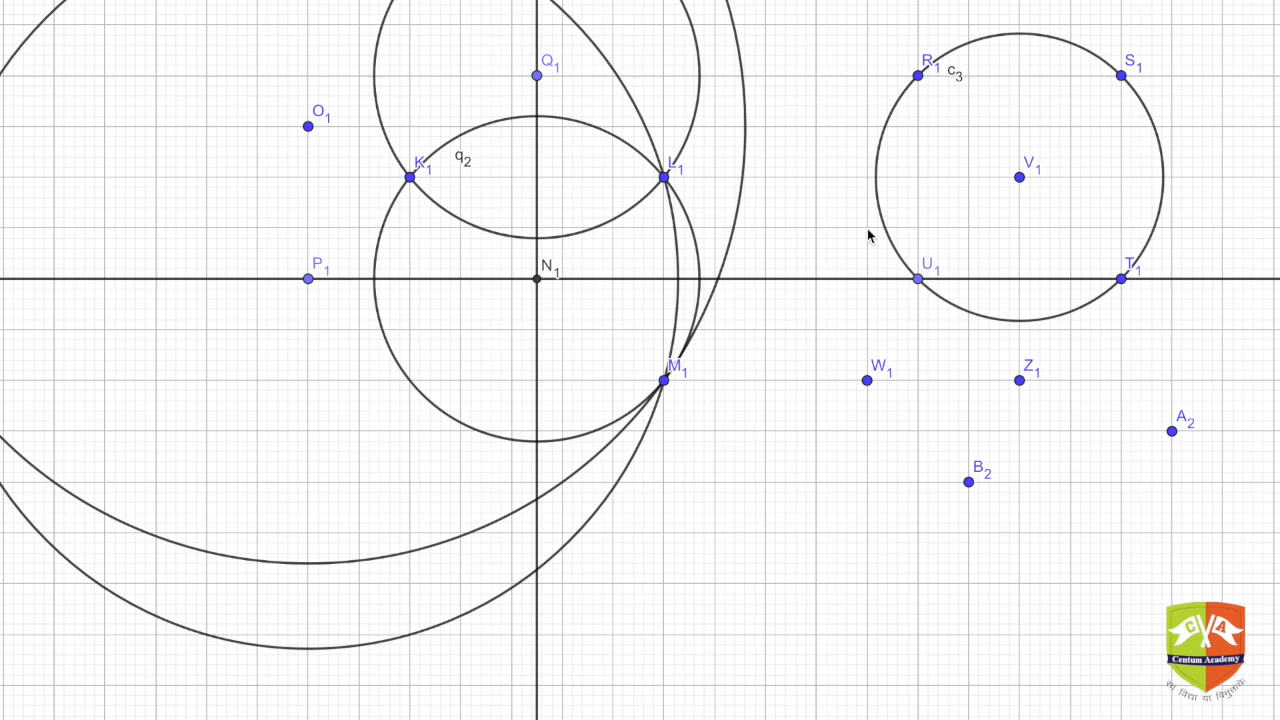 Q₁
R₁
c₃
S₁
O₁
K₁
q₂
L₁
V₁
P₁
N₁
U₁
T₁
M₁
W₁
Z₁
A₂
B₂
C A
Centum Academy
सा विद्या या विमुक्तये